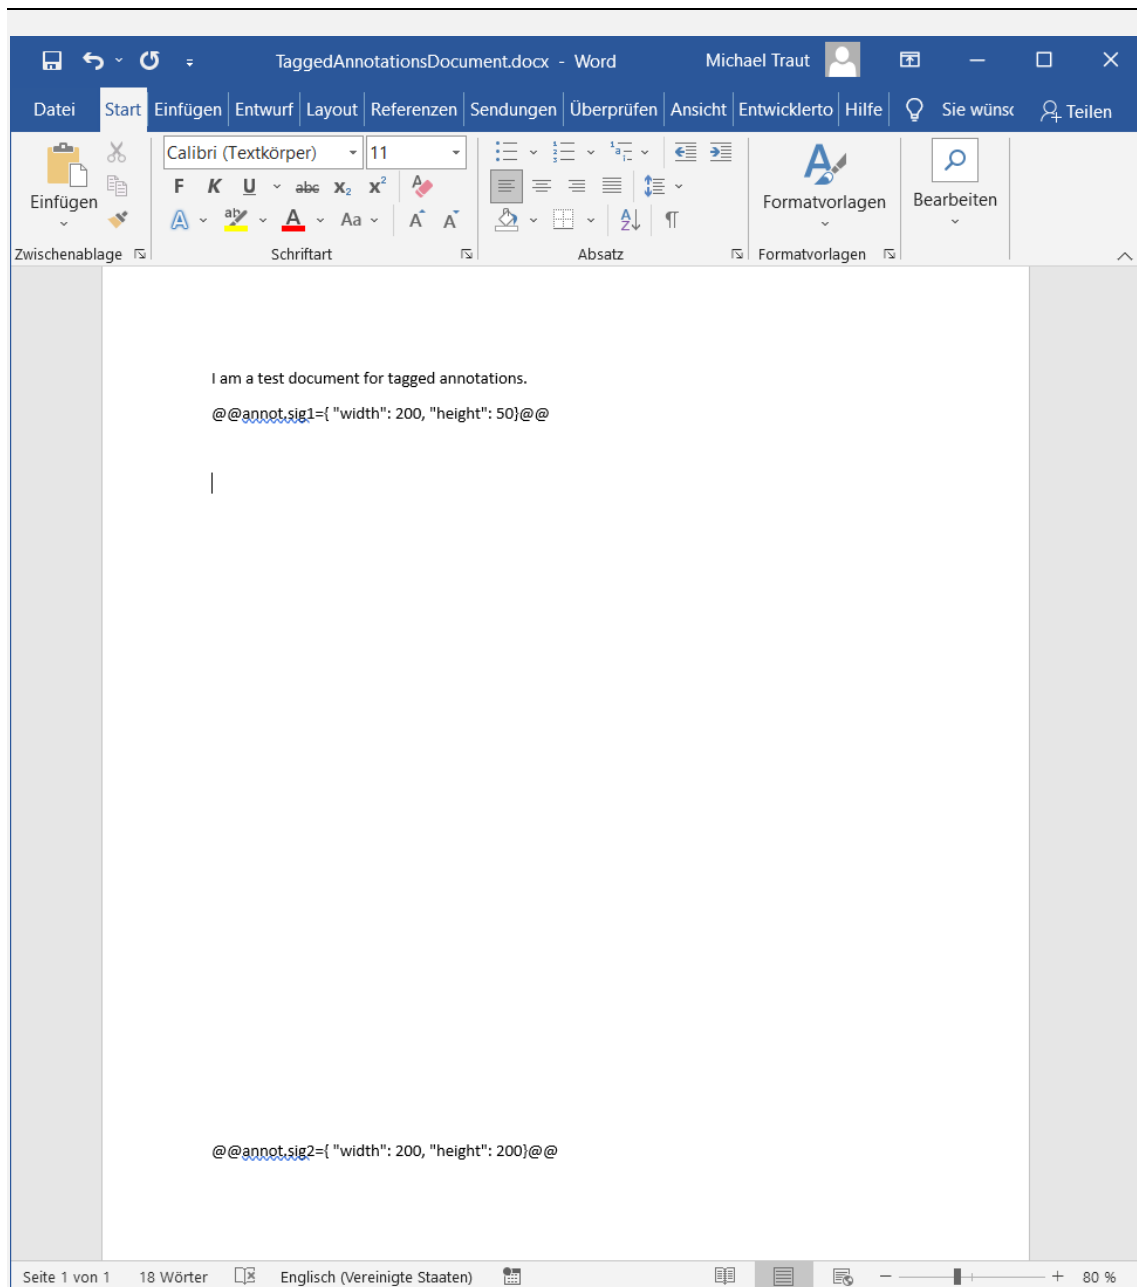 TaggedAnnotationsDocument.docx - Word Michael Traut
Datei Start Einfügen Entwurf Layout Referenzen Sendungen Überprüfen Ansicht Entwicklerto Hilfe Sie wünsc Teilen
Calibri (Textkörper) 11
Einfügen F K U abc X₂ X² Formatvorlagen Bearbeiten
A ab A Aa A A
Zwischenablage Schriftart Absatz Formatvorlagen
I am a test document for tagged annotations.
@@annot.sig1={ "width": 200, "height": 50}@@
@@annot.sig2={ "width": 200, "height": 200}@@
Seite 1 von 1 18 Wörter Englisch (Vereinigte Staaten) 80 %